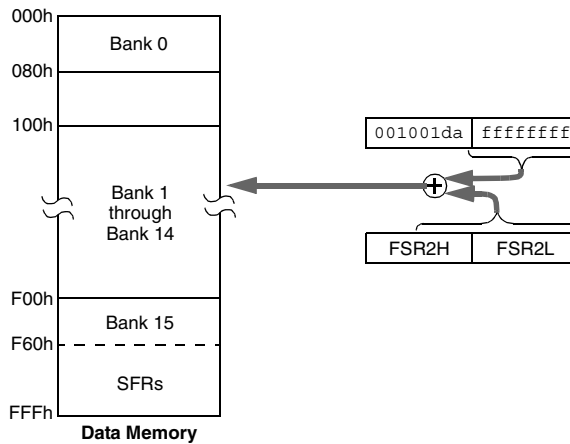 000h
Bank 0
080h
100h
001001da ffffffff
Bank 1
through
Bank 14
FSR2H FSR2L
F00h
Bank 15
F60h
SFRs
FFFh
Data Memory